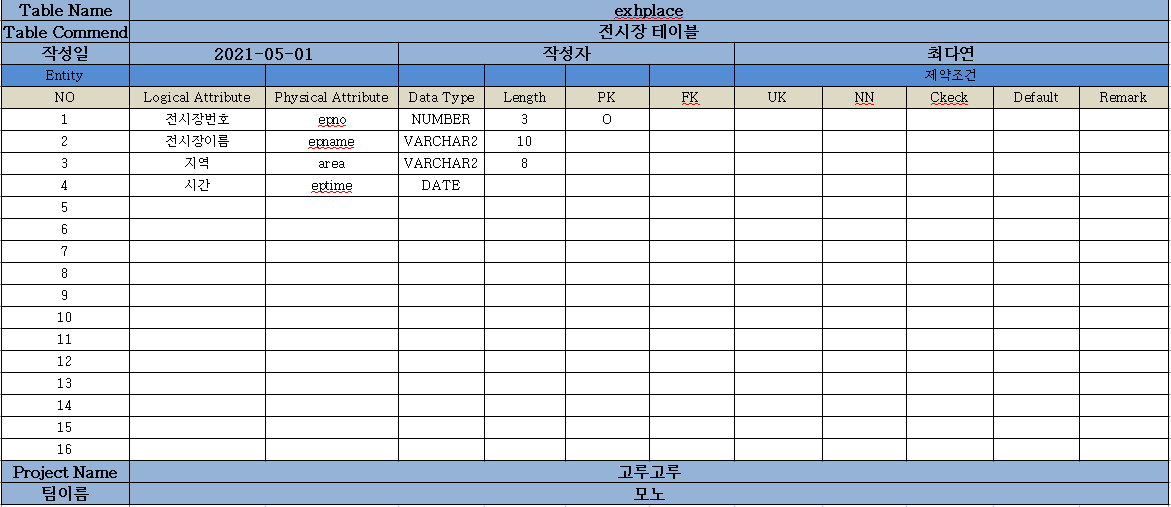 Table Name exhplace
Table Commend 전시장 테이블
작성일 2021-05-01 작성자 최다연
Entity 제약조건
NO Logical Attribute Physical Attribute Data Type Length PK FK UK NN Ckeck Default Remark
1 전시장번호 epno NUMBER 3 O
2 전시장이름 epname VARCHAR2 10
3 지역 area VARCHAR2 8
4 시간 eptime DATE
5
6
7
8
9
10
11
12
13
14
15
16
Project Name 고루고루
팀이름 모노